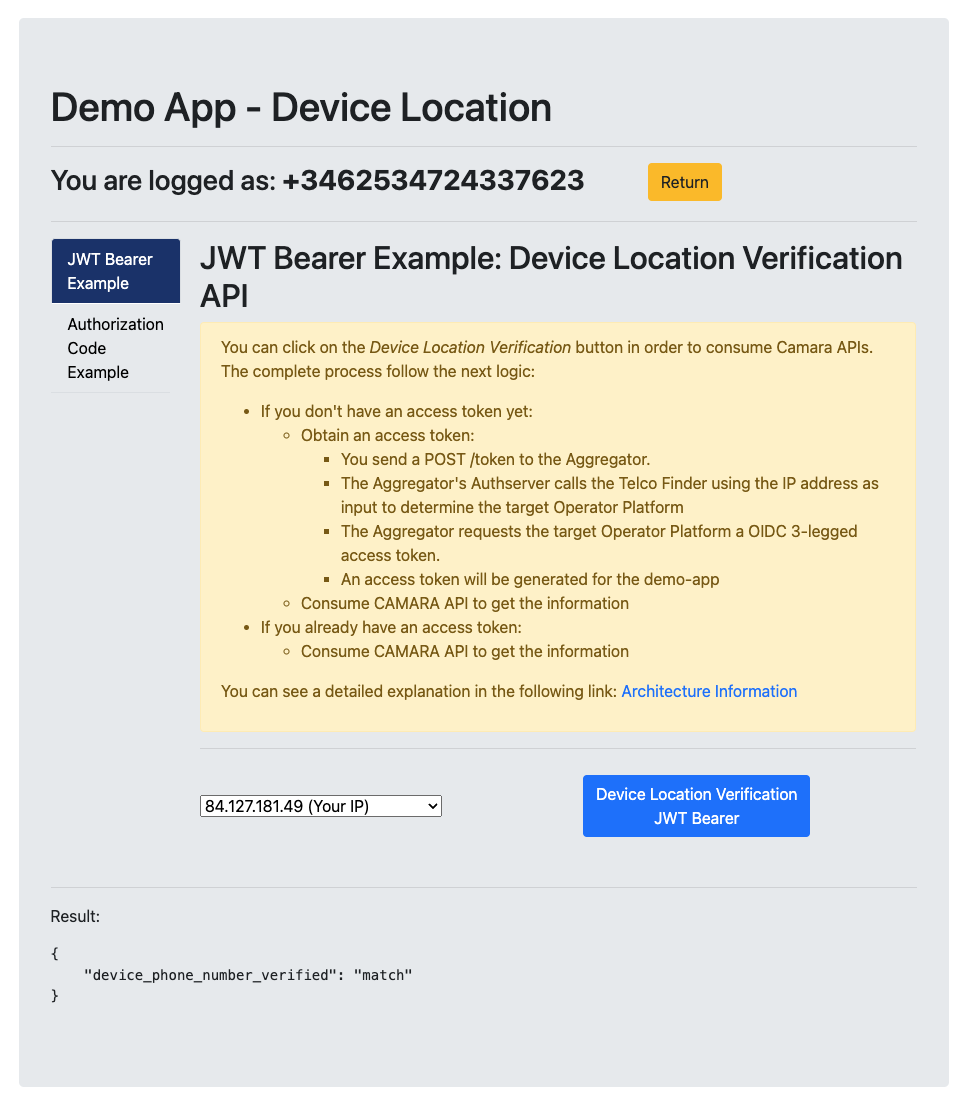 Demo App - Device Location
You are logged as: +3462534724337623
Return
JWT Bearer
Example
Authorization
Code
Example
JWT Bearer Example: Device Location Verification
API
You can click on the Device Location Verification button in order to consume Camara APIs.
The complete process follow the next logic:
• If you don't have an access token yet:
◦ Obtain an access token:
▪ You send a POST /token to the Aggregator.
▪ The Aggregator's Authserver calls the Telco Finder using the IP address as
input to determine the target Operator Platform
▪ The Aggregator requests the target Operator Platform a OIDC 3-legged
access token.
▪ An access token will be generated for the demo-app
◦ Consume CAMARA API to get the information
• If you already have an access token:
◦ Consume CAMARA API to get the information
You can see a detailed explanation in the following link: Architecture Information
84.127.181.49 (Your IP)
Device Location Verification
JWT Bearer
Result:
{
    "device_phone_number_verified": "match"
}